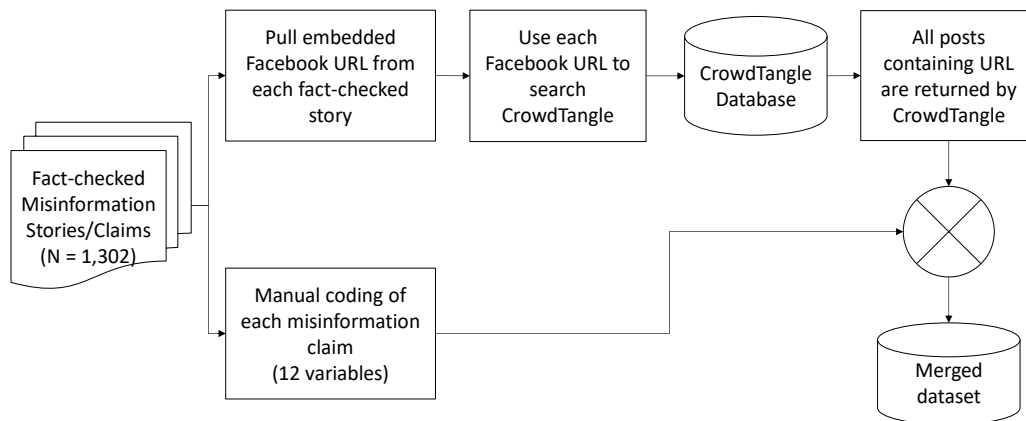 Fact-checked
Misinformation
Stories/Claims
(N = 1,302)
Pull embedded
Facebook URL from
each fact-checked
story
Use each
Facebook URL to
search
CrowdTangle
CrowdTangle
Database
All posts
containing URL
are returned by
CrowdTangle
Manual coding of
each misinformation
claim
(12 variables)
Merged
dataset